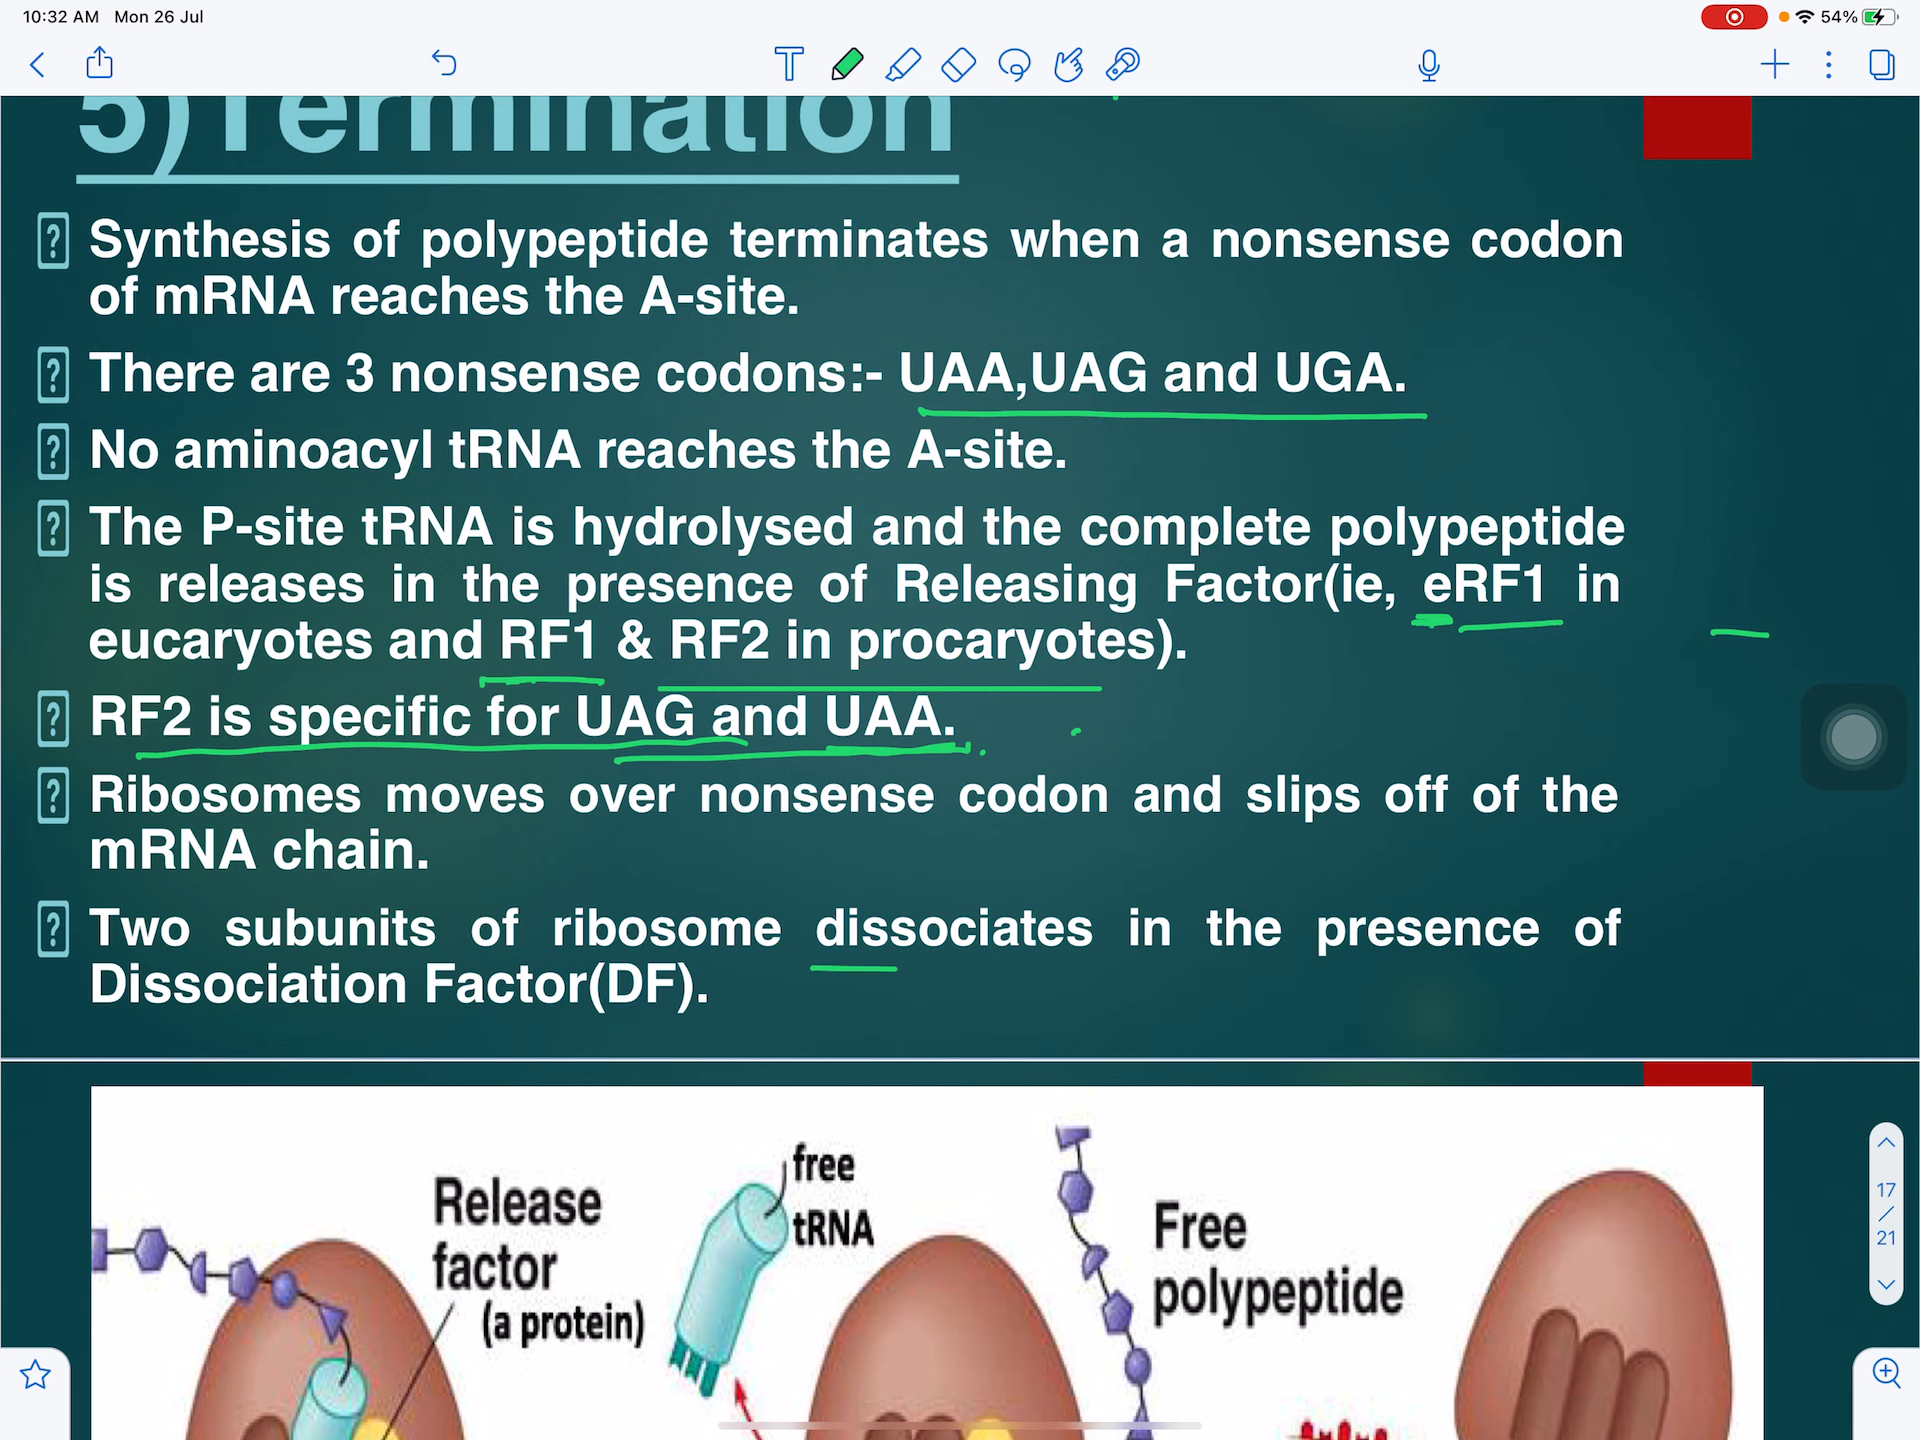 10:32 AM Mon 26 Jul
54%
5)Termination
Synthesis of polypeptide terminates when a nonsense codon
of mRNA reaches the A-site.
There are 3 nonsense codons:- UAA,UAG and UGA.
No aminoacyl tRNA reaches the A-site.
The P-site tRNA is hydrolysed and the complete polypeptide
is releases in the presence of Releasing Factor(ie, eRF1 in
eucaryotes and RF1 & RF2 in procaryotes).
RF2 is specific for UAG and UAA.
Ribosomes moves over nonsense codon and slips off of the
mRNA chain.
Two subunits of ribosome dissociates in the presence of
Dissociation Factor(DF).
Release
factor
(a protein)
free
tRNA
Free
polypeptide
17
/
21